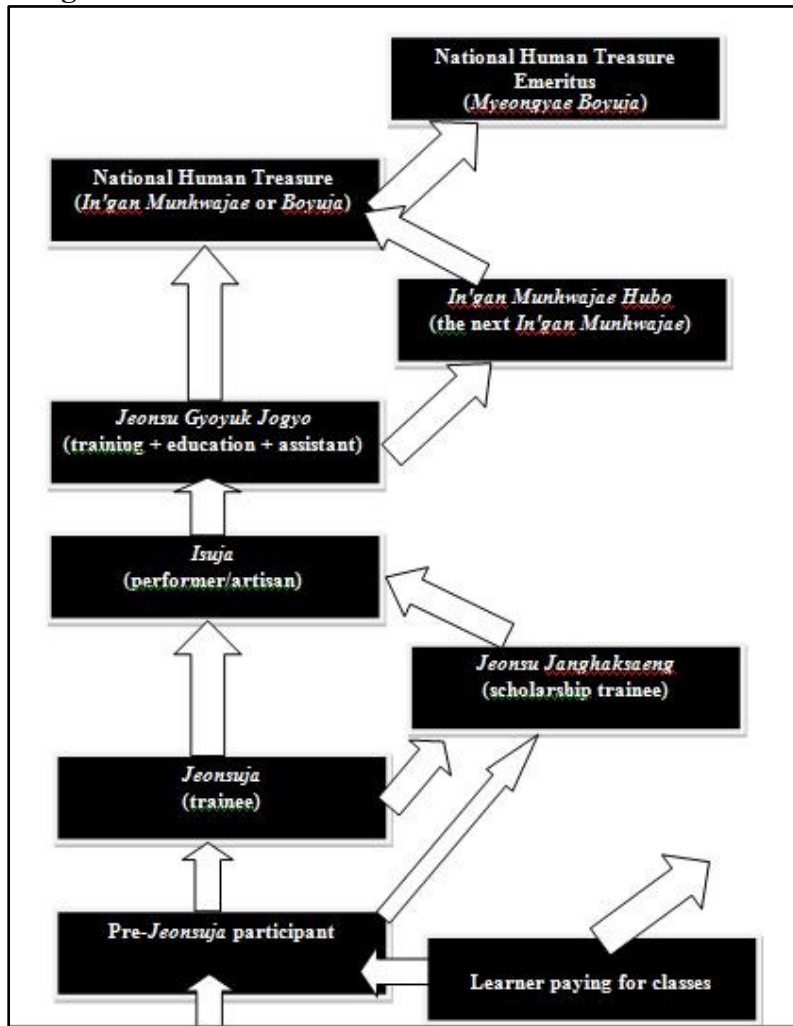 National Human Treasure
Emeritus
(Myeongyae Boyuja)
National Human Treasure
(In'gan Munhwajae or Boyuja)
In'gan Munhwajae Hubo
(the next In'gan Munhwajae)
Jeonsu Gyoyuk Jogyo
(training + education + assistant)
Isuja
(performer/artisan)
Jeonsu Janghaksaeng
(scholarship trainee)
Jeonsuja
(trainee)
Pre-Jeonsuja participant
Learner paying for classes